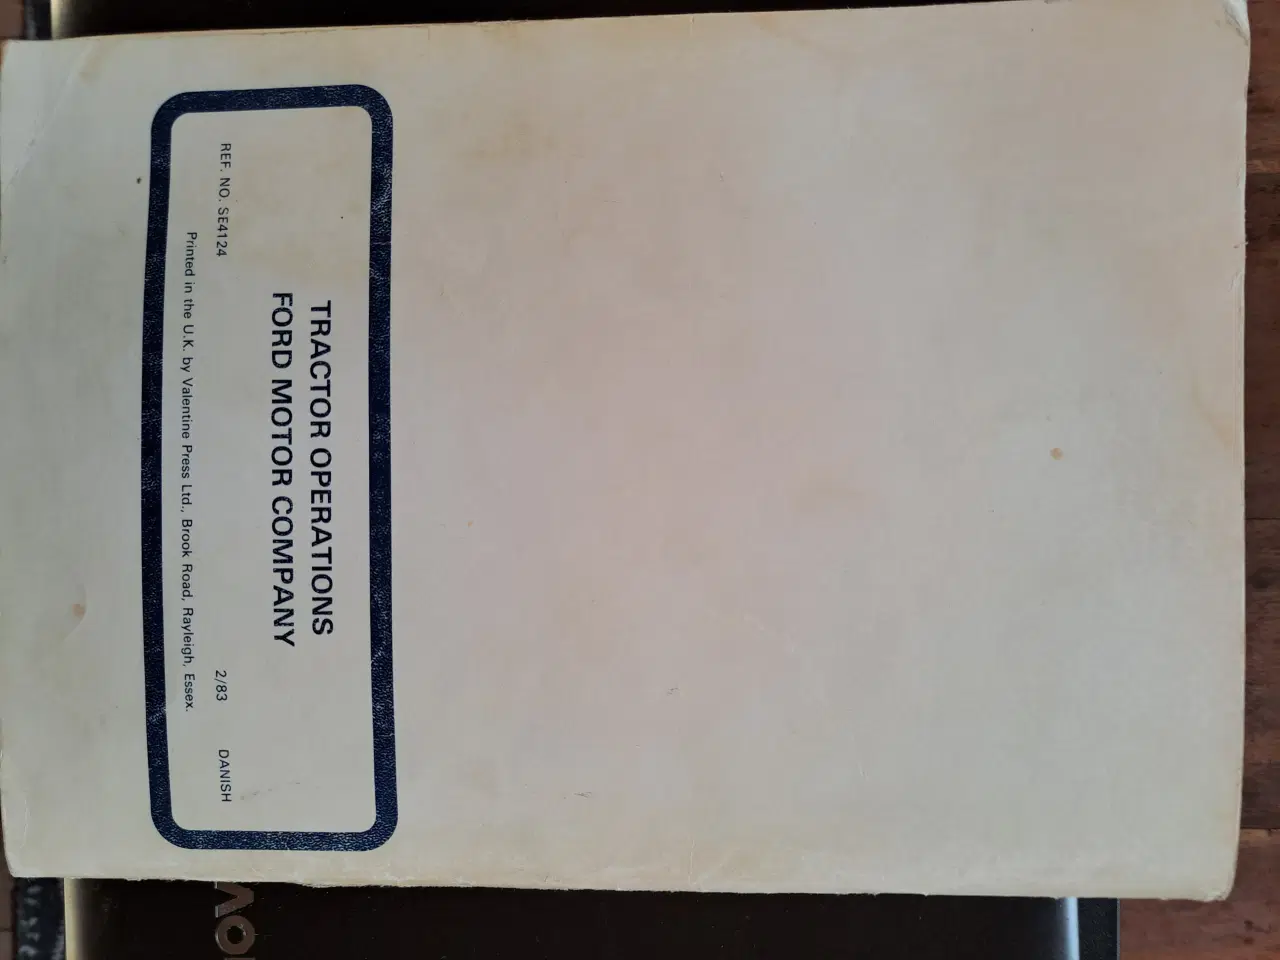 TRACTOR OPERATIONS
FORD MOTOR COMPANY
REF. NO. SE4124 2/83 DANISH
Printed in the U.K. by Valentine Press Ltd., Brook Road, Rayleigh, Essex.